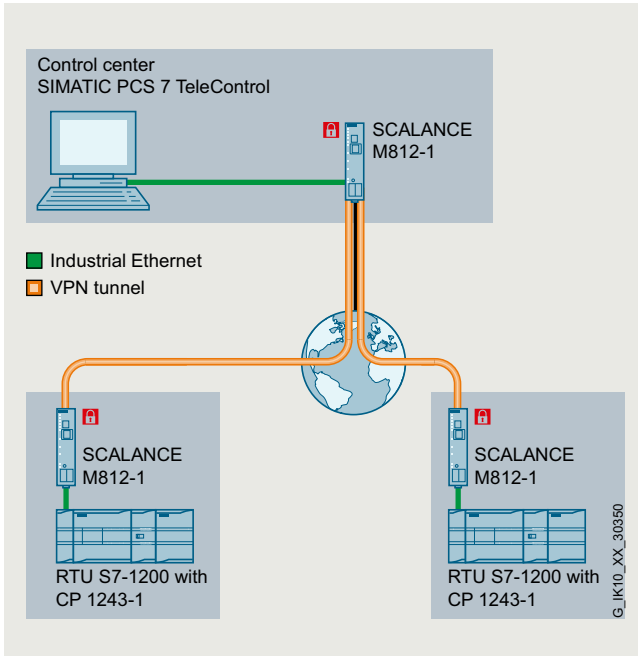 Control center
SIMATIC PCS 7 TeleControl
SCALANCE
M812-1
Industrial Ethernet
VPN tunnel
SCALANCE
M812-1
RTU S7-1200 with
CP 1243-1
SCALANCE
M812-1
RTU S7-1200 with
CP 1243-1
G_IK10_XX_30350